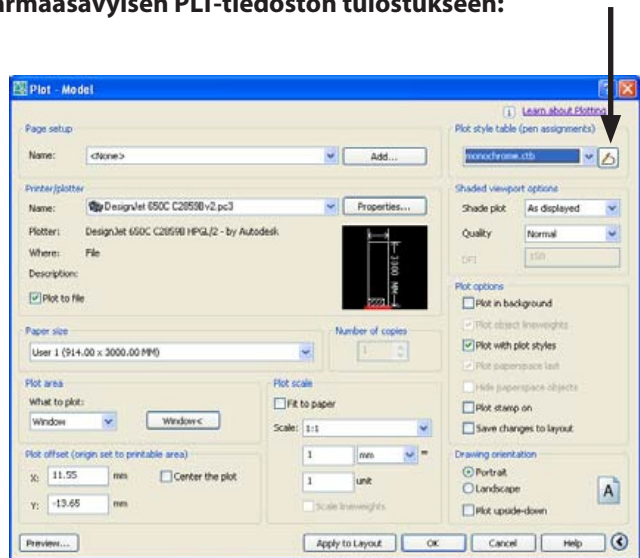 armaasävyisen PLT-tiedoston tulostukseen:
Plot - Model
Learn about Plotting
Page setup
Name: <None> Add...
Plot style table (pen assignments)
monochrome.ctb
Printer/plotter
Name: DesignJet 650C C2859Bv2.pc3 Properties...
Plotter: DesignJet 650C C2859B HPGL/2 - by Autodesk
Where: File
Description:
Plot to file
3000 MM
Shaded viewport options
Shade plot As displayed
Quality Normal
DPI 150
Paper size
User 1 (914.00 x 3000.00 MM)
Number of copies
1
Plot options
Plot in background
Plot object lineweights
Plot with plot styles
Plot paperspace last
Hide paperspace objects
Plot stamp on
Save changes to layout
Plot area
What to plot:
Window Window<
Plot offset (origin set to printable area)
X: 11.55 mm Center the plot
Y: -13.65 mm
Plot scale
Fit to paper
Scale: 1:1
1 mm =
1 unit
Scale lineweights
Drawing orientation
Portrait
Landscape
Plot upside-down
A
Preview... Apply to Layout OK Cancel Help